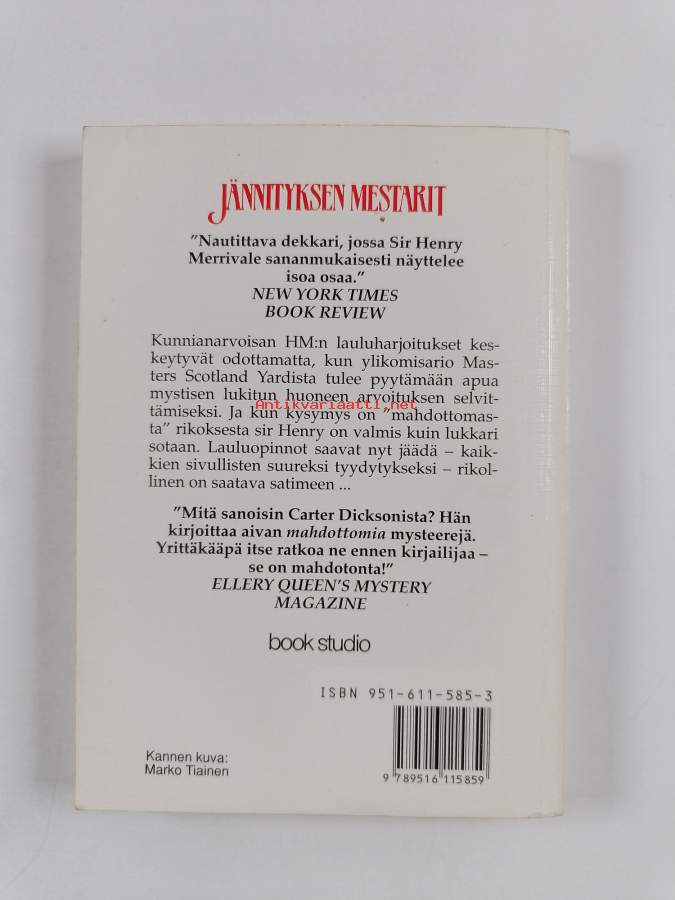 JÄNNITYKSEN MESTARIT
”Nautittava dekkari, jossa Sir Henry
Merrivale sananmukaisesti näyttelee
isoa osaa.”
NEW YORK TIMES
BOOK REVIEW
Kunnianarvoisan HM:n lauluharjoitukset kes-
keytyvät odottamatta, kun ylikomisario Mas-
ters Scotland Yardista tulee pyytämään apua
mystisen lukitun huoneen arvoituksen selvit-
tämiseksi. Ja kun kysymys on ”mahdottomas-
ta” rikoksesta sir Henry on valmis kuin lukkari
sotaan. Lauluopinnot saavat nyt jäädä – kaik-
kien sivullisten suureksi tyydytykseksi – rikol-
linen on saatava satimeen ...
Antikvariaatti.net
”Mitä sanoisin Carter Dicksonista? Hän
kirjoittaa aivan mahdottomia mysteerejä.
Yrittäkääpä itse ratkoa ne ennen kirjailijaa –
se on mahdotonta!”
ELLERY QUEEN'S MYSTERY
MAGAZINE
book studio
ISBN 951-611-585-3
9 789516 115859
Kannen kuva:
Marko Tiainen